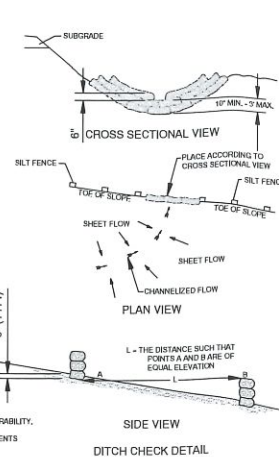 SUBGRADE
10" MIN. - 3' MAX.
6"
CROSS SECTIONAL VIEW
PLACE ACCORDING TO
CROSS SECTIONAL VIEW
SILT FENCE
SILT FENC
TOE OF SLOPE
TOE OF SLOPE
SHEET FLOW
SHEET FLOW
CHANNELIZED FLOW
PLAN VIEW
L - THE DISTANCE SUCH THAT
POINTS A AND B ARE OF
EQUAL ELEVATION
A
L
B
RABILITY,
ENTS
SIDE VIEW
DITCH CHECK DETAIL